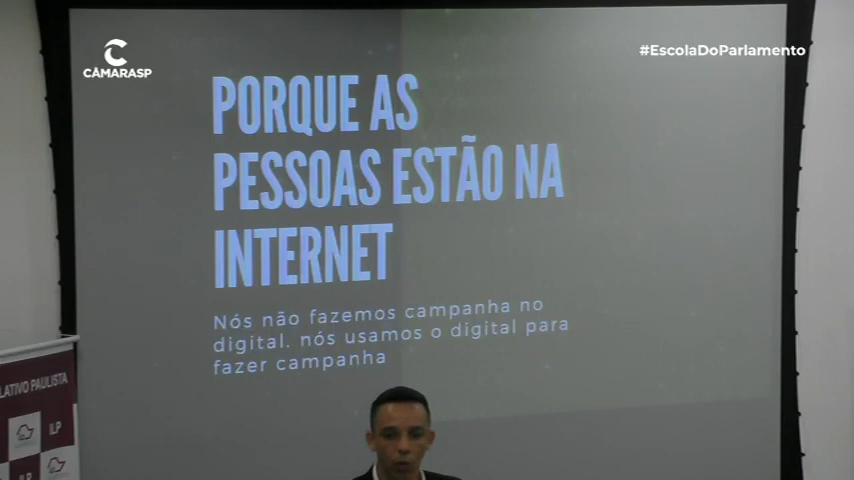 CÂMARASP
#EscolaDoParlamento
PORQUE AS
PESSOAS ESTÃO NA
INTERNET
Nós não fazemos campanha no
digital. nós usamos o digital para
fazer campanha
LATIVO PAULISTA
ILP
ILP